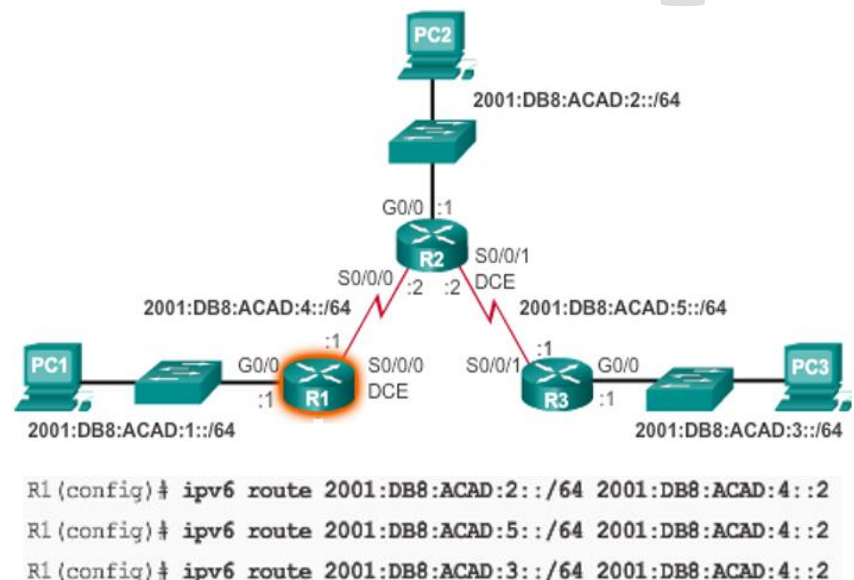 PC2
2001:DB8:ACAD:2::/64
G0/0 :1
R2
S0/0/1
DCE
S0/0/0 :2 :2
2001:DB8:ACAD:4::/64
2001:DB8:ACAD:5::/64
:1
:1
PC1
G0/0
:1
R1
S0/0/0
DCE
S0/0/1
R3
G0/0
:1
PC3
2001:DB8:ACAD:1::/64
2001:DB8:ACAD:3::/64
R1(config)# ipv6 route 2001:DB8:ACAD:2::/64 2001:DB8:ACAD:4::2
R1(config)# ipv6 route 2001:DB8:ACAD:5::/64 2001:DB8:ACAD:4::2
R1(config)# ipv6 route 2001:DB8:ACAD:3::/64 2001:DB8:ACAD:4::2